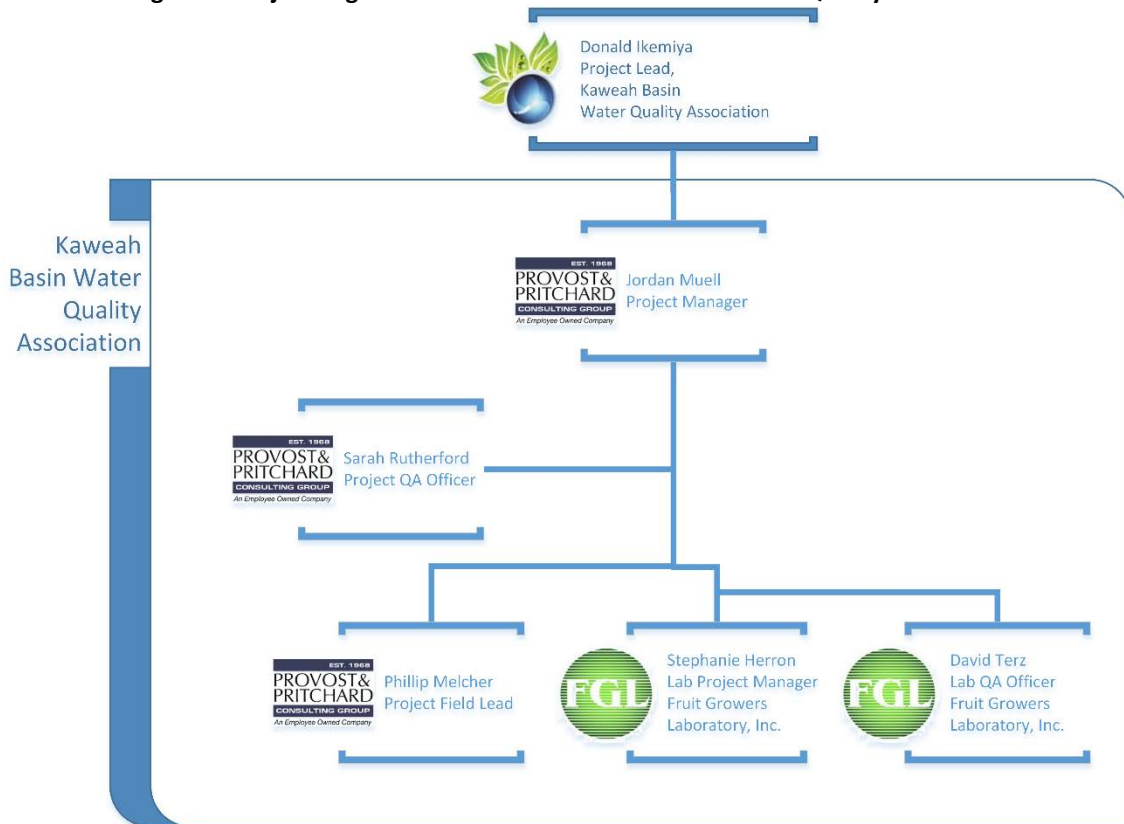 Donald Ikemiya
Project Lead,
Kaweah Basin
Water Quality Association
Kaweah
Basin Water
Quality
Association
EST. 1968
PROVOST&
PRITCHARD
CONSULTING GROUP
An Employee Owned Company
Jordan Muell
Project Manager
EST. 1968
PROVOST&
PRITCHARD
CONSULTING GROUP
An Employee Owned Company
Sarah Rutherford
Project QA Officer
EST. 1968
PROVOST&
PRITCHARD
CONSULTING GROUP
An Employee Owned Company
Phillip Melcher
Project Field Lead
FGL
Stephanie Herron
Lab Project Manager
Fruit Growers
Laboratory, Inc.
FGL
David Terz
Lab QA Officer
Fruit Growers
Laboratory, Inc.